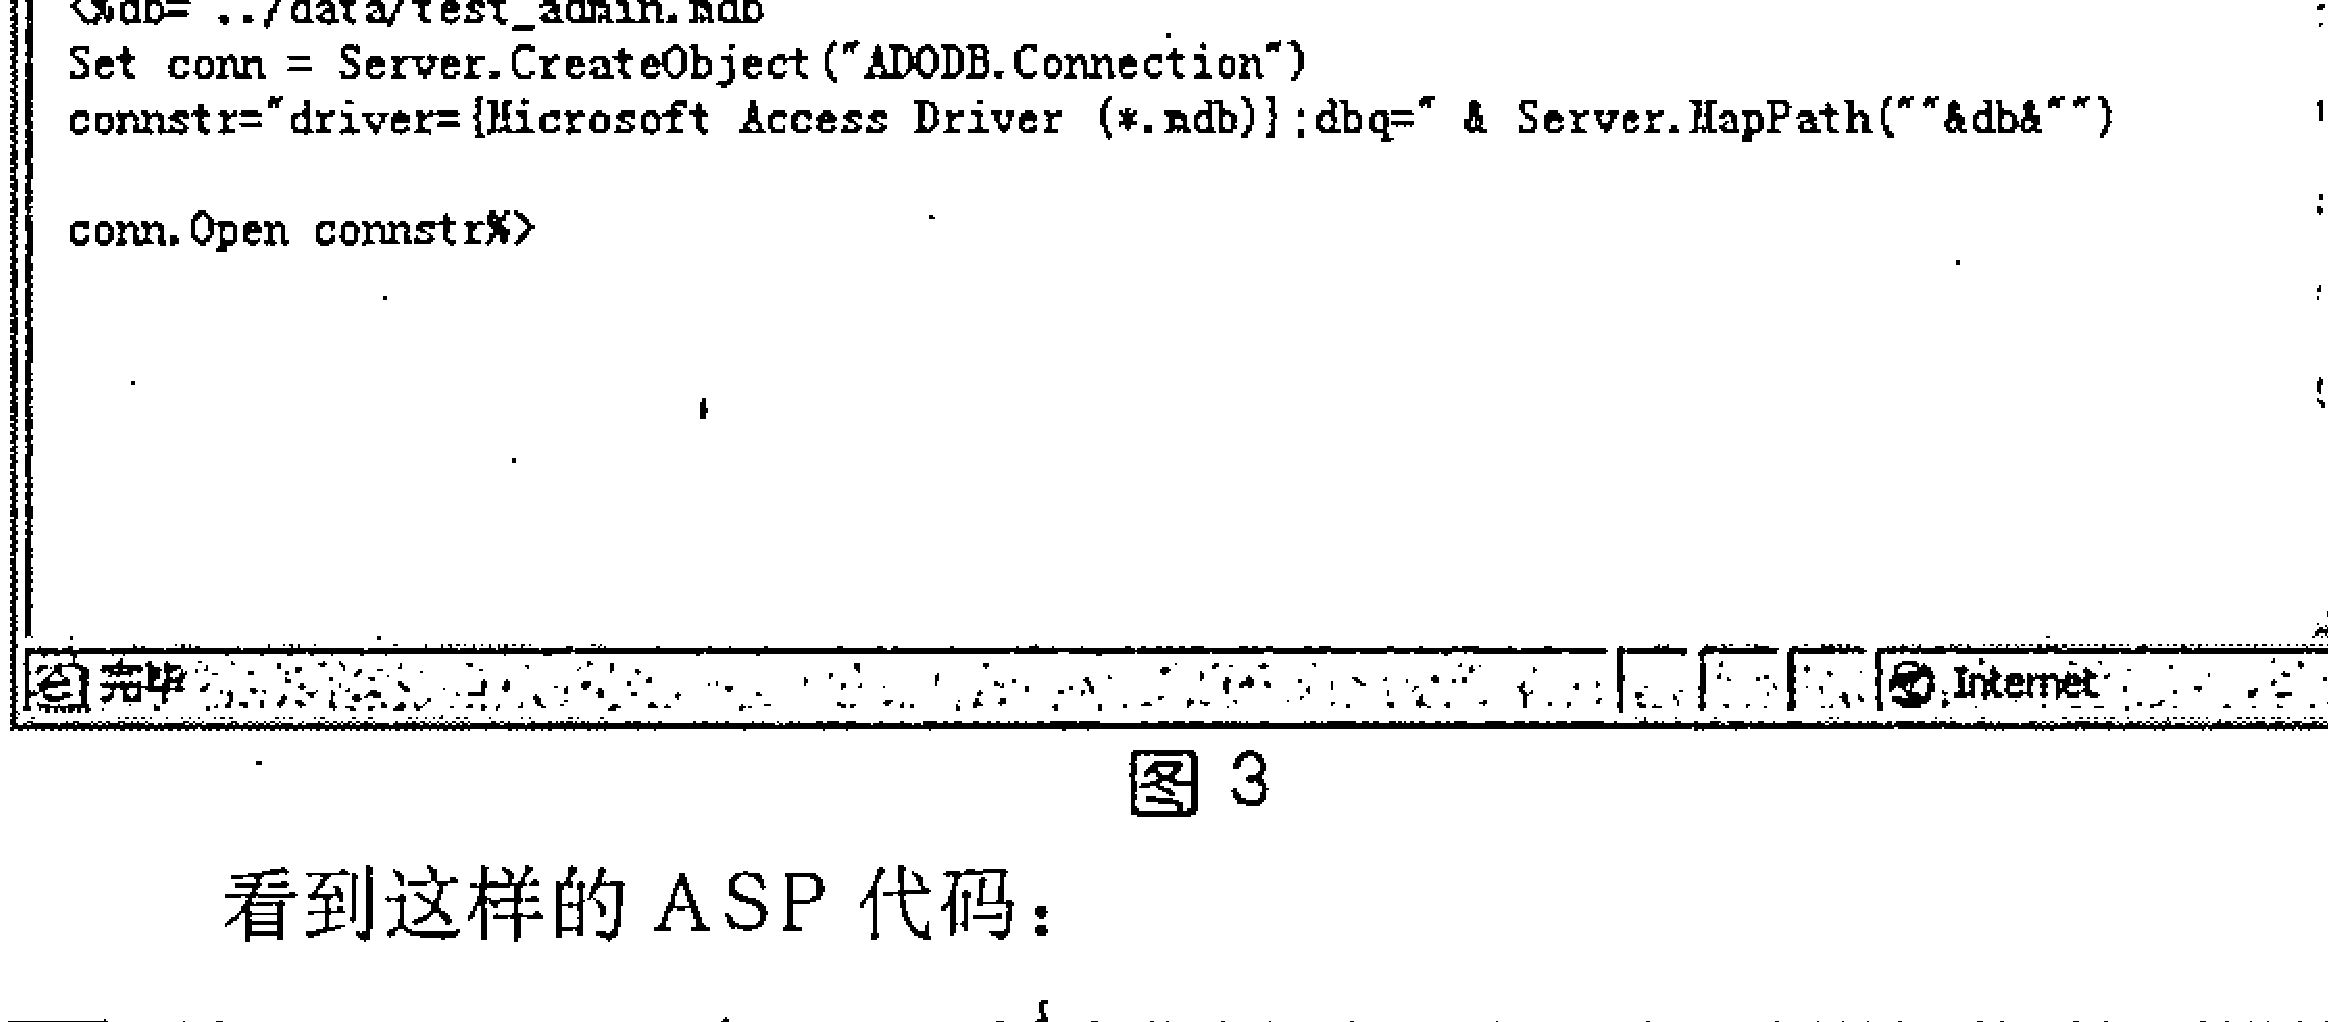 <%db="../data/test_admin.mdb"
Set conn = Server.CreateObject("ADODB.Connection")
connstr="driver={Microsoft Access Driver (*.mdb)};dbq=" & Server.MapPath(""&db&"")
conn.Open connstr%>
完毕
Internet
图 3
看到这样的 ASP 代码: